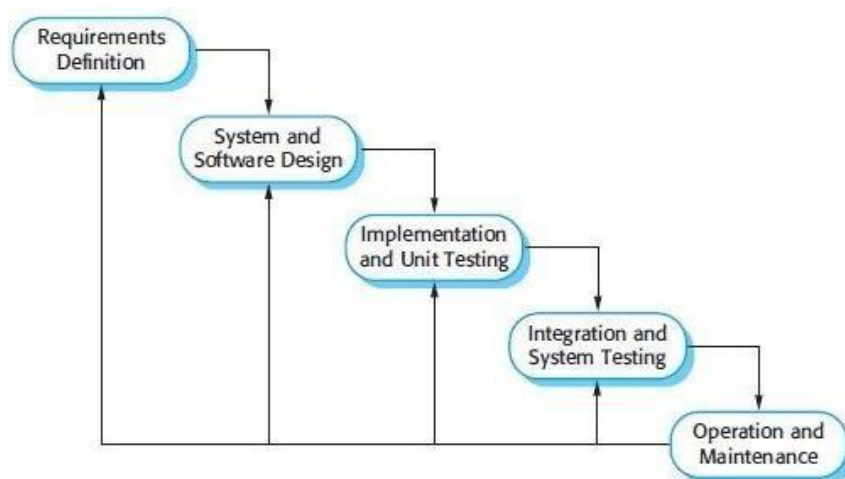 Requirements
Definition
System and
Software Design
Implementation
and Unit Testing
Integration and
System Testing
Operation and
Maintenance